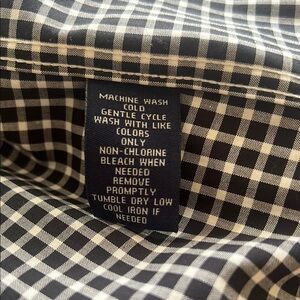 MACHINE WASH
COLD
GENTLE CYCLE
WASH WITH LIKE
COLORS
ONLY
NON-CHLORINE
BLEACH WHEN
NEEDED
REMOVE
PROMPTLY
TUMBLE DRY LOW
COOL IRON IF
NEEDED